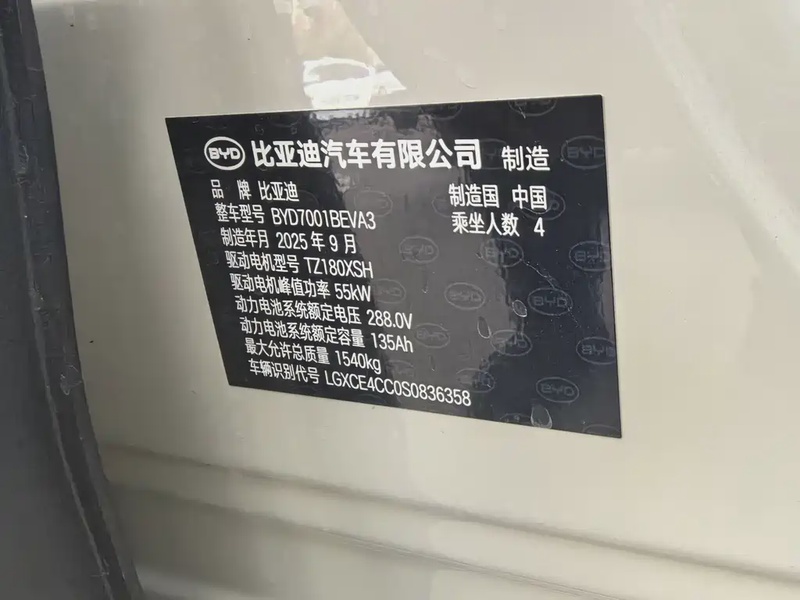 BYD 比亚迪汽车有限公司 制造
品 牌 比亚迪 制造国 中国
整车型号 BYD7001BEVA3 乘坐人数 4
制造年月 2025 年 9 月
驱动电机型号 TZ180XSH
驱动电机峰值功率 55kW
动力电池系统额定电压 288.0V
动力电池系统额定容量 135Ah
最大允许总质量 1540kg
车辆识别代号 LGXCE4CC0S0836358